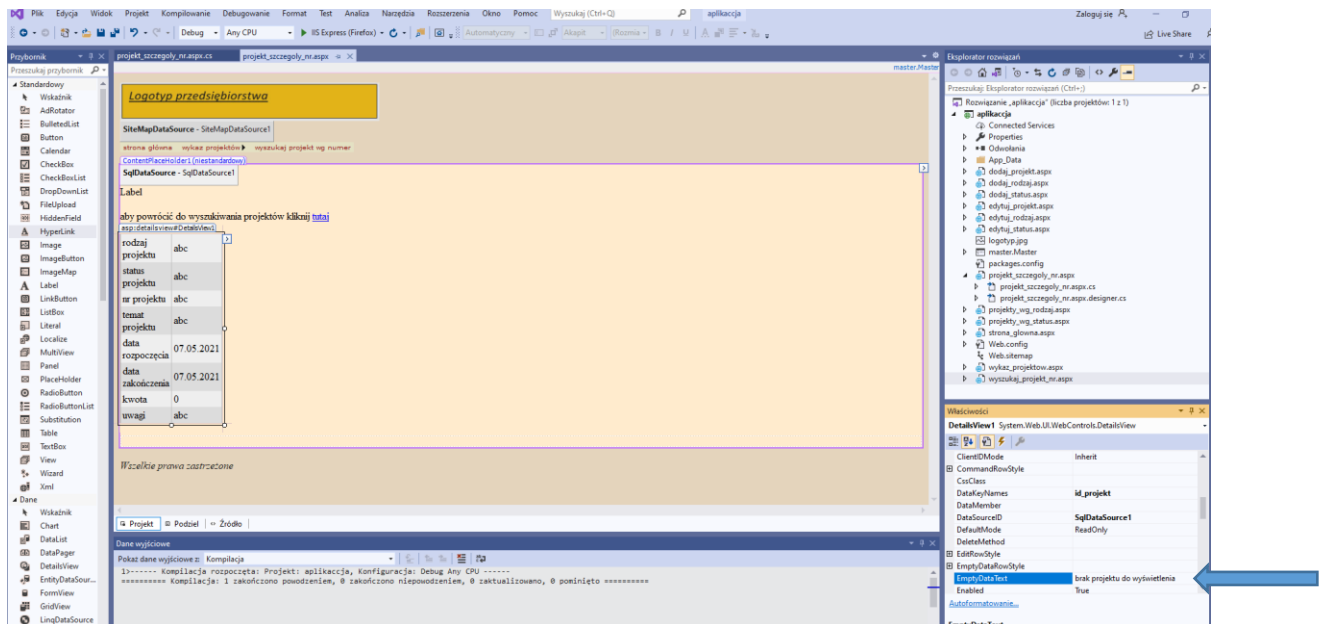 Plik Edycja Widok Projekt Kompilowanie Debugowanie Format Test Analiza Narzędzia Rozszerzenia Okno Pomoc Wyszukaj (Ctrl+Q) aplikaccja Zaloguj się
Debug Any CPU IIS Express (Firefox) Automatyczny Akapit (Rozmia B I U A Live Share
Przybornik
Przeszukaj przybornik
Standardowy
Wskaźnik
AdRotator
BulletedList
Button
Calendar
CheckBox
CheckBoxList
DropDownList
FileUpload
HiddenField
HyperLink
Image
ImageButton
ImageMap
Label
LinkButton
ListBox
Literal
Localize
MultiView
Panel
PlaceHolder
RadioButton
RadioButtonList
Substitution
Table
TextBox
View
Wizard
Xml
Dane
Wskaźnik
Chart
DataList
DataPager
DetailsView
EntityDataSour...
FormView
GridView
LinqDataSource
projekt_szczegoly_nr.aspx.cs projekt_szczegoly_nr.aspx
master.Master
Logotyp przedsiębiorstwa
SiteMapDataSource - SiteMapDataSource1
strona główna wykaz projektów wyszukaj projekt wg numer
ContentPlaceHolder1 (niestandardowy)
SqlDataSource - SqlDataSource1
Label
aby powrócić do wyszukiwania projektów kliknij tutaj
asp:detailsview#DetailsView1
rodzaj projektu abc
status projektu abc
nr projektu abc
temat projektu abc
data rozpoczęcia 07.05.2021
data zakończenia 07.05.2021
kwota 0
uwagi abc
Wszelkie prawa zastrzeżone
Projekt Podziel Źródło
Dane wyjściowe
Pokaż dane wyjściowe z: Kompilacja
1>------ Kompilacja rozpoczęta: Projekt: aplikaccja, Konfiguracja: Debug Any CPU ------
========== Kompilacja: 1 zakończono powodzeniem, 0 zakończono niepowodzeniem, 0 zaktualizowano, 0 pominięto ==========
Eksplorator rozwiązań
Przeszukaj: Eksplorator rozwiązań (Ctrl+;)
Rozwiązanie „aplikaccja" (liczba projektów: 1 z 1)
aplikaccja
Connected Services
Properties
Odwołania
App_Data
dodaj_projekt.aspx
dodaj_rodzaj.aspx
dodaj_status.aspx
edytuj_projekt.aspx
edytuj_rodzaj.aspx
edytuj_status.aspx
logotyp.jpg
master.Master
packages.config
projekt_szczegoly_nr.aspx
projekt_szczegoly_nr.aspx.cs
projekt_szczegoly_nr.aspx.designer.cs
projekty_wg_rodzaj.aspx
projekty_wg_status.aspx
strona_glowna.aspx
Web.config
Web.sitemap
wykaz_projektow.aspx
wyszukaj_projekt_nr.aspx
Właściwości
DetailsView1 System.Web.UI.WebControls.DetailsView
ClientIDMode Inherit
CommandRowStyle
CssClass
DataKeyNames id_projekt
DataMember
DataSourceID SqlDataSource1
DefaultMode ReadOnly
DeleteMethod
EditRowStyle
EmptyDataRowStyle
EmptyDataText brak projektu do wyświetlenia
Enabled True
Autoformatowanie...